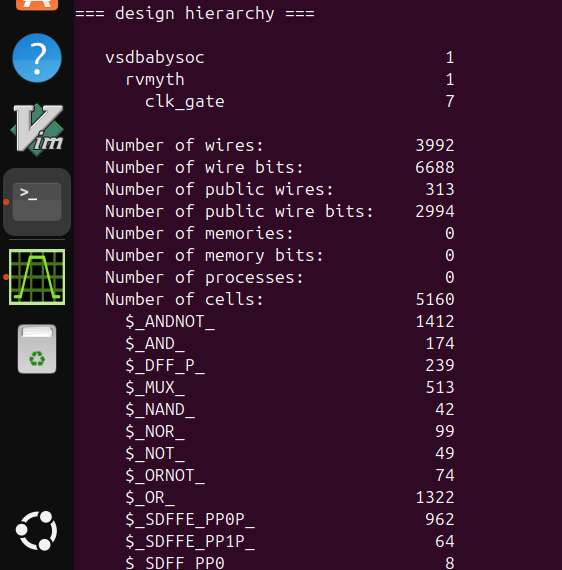 === design hierarchy ===
vsdbabysoc 1
rvmyth 1
clk_gate 7
Number of wires: 3992
Number of wire bits: 6688
Number of public wires: 313
Number of public wire bits: 2994
Number of memories: 0
Number of memory bits: 0
Number of processes: 0
Number of cells: 5160
$_ANDNOT_ 1412
$_AND_ 174
$_DFF_P_ 239
$_MUX_ 513
$_NAND_ 42
$_NOR_ 99
$_NOT_ 49
$_ORNOT_ 74
$_OR_ 1322
$_SDFFE_PP0P_ 962
$_SDFFE_PP1P_ 64
$_SDFF_PP0_ 8
?
Vim
>_